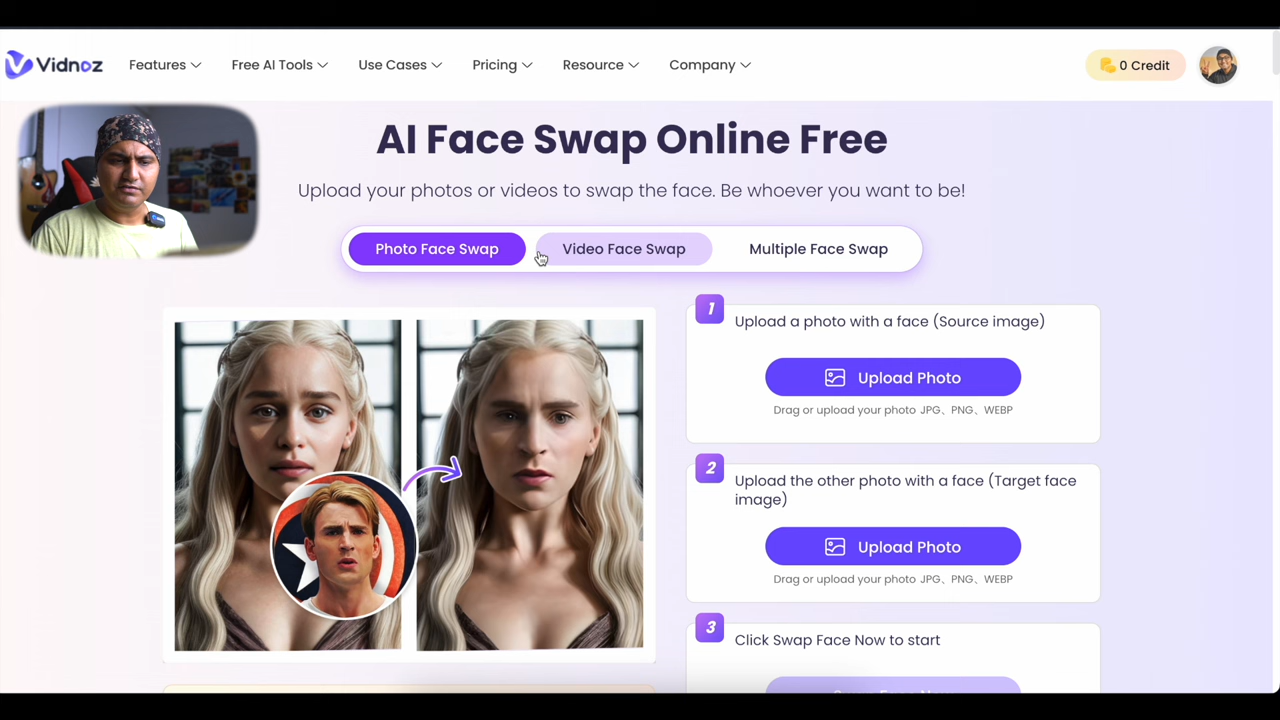 Vidnoz
Features
Free AI Tools
Use Cases
Pricing
Resource
Company
0 Credit
AI Face Swap Online Free
Upload your photos or videos to swap the face. Be whoever you want to be!
Photo Face Swap
Video Face Swap
Multiple Face Swap
1
Upload a photo with a face (Source image)
Upload Photo
Drag or upload your photo JPG、PNG、WEBP
2
Upload the other photo with a face (Target face
image)
Upload Photo
Drag or upload your photo JPG、PNG、WEBP
3
Click Swap Face Now to start